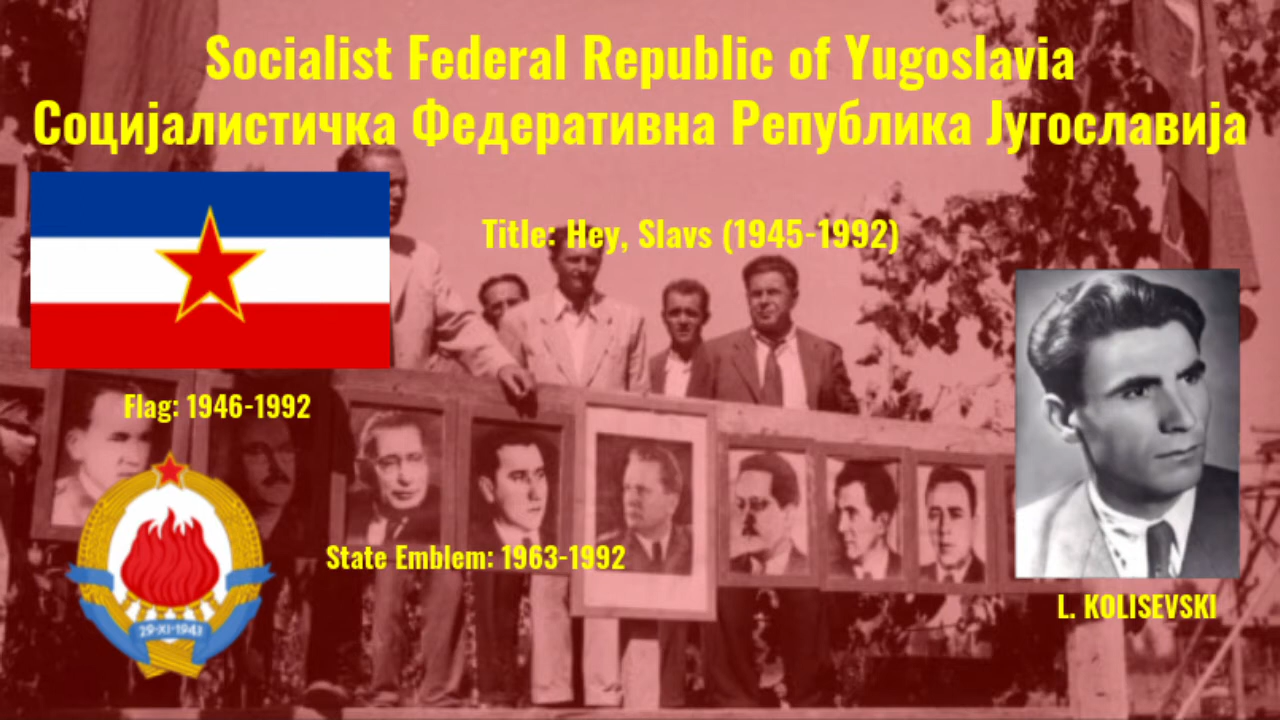 Socialist Federal Republic of Yugoslavia
Социјалистичка Федеративна Република Југославија
Title: Hey, Slavs (1945-1992)
Flag: 1946-1992
State Emblem: 1963-1992
29·XI·1943
L. KOLISEVSKI